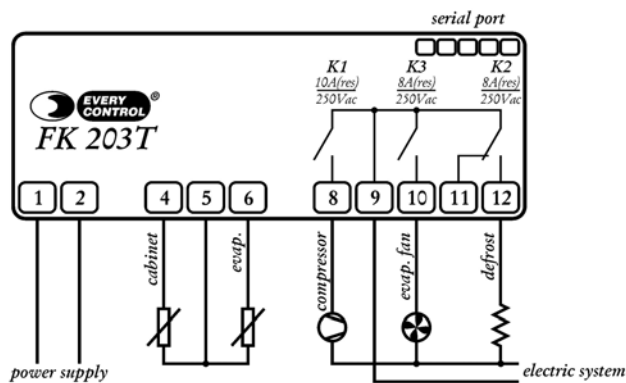 serial port
K1 K3 K2
10A(res) 8A(res) 8A(res)
250Vac 250Vac 250Vac
EVERY
CONTROL®
FK 203T
1 2 4 5 6 8 9 10 11 12
cabinet
evap.
compressor
evap. fan
defrost
power supply
electric system